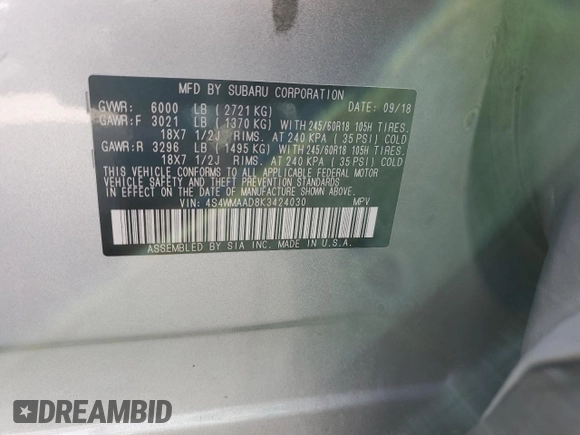 MFD BY SUBARU CORPORATION
GVWR: 6000 LB ( 2721 KG) DATE: 09/18
GAWR:F 3021 LB ( 1370 KG) WITH 245/60R18 105H TIRES.
18X7 1/2J RIMS. AT 240 KPA ( 35 PSI) COLD
GAWR:R 3296 LB ( 1495 KG) WITH 245/60R18 105H TIRES.
18X7 1/2J RIMS. AT 240 KPA ( 35 PSI) COLD
THIS VEHICLE CONFORMS TO ALL APPLICABLE FEDERAL MOTOR
VEHICLE SAFETY STANDARDS IN EFFECT ON THE DATE OF
MANUFACTURE SHOWN ABOVE.
VIN: 4S4WMAAD8K3424030 MPV
ASSEMBLED BY SIA INC. MADE IN U.S.A.
DREAMBID